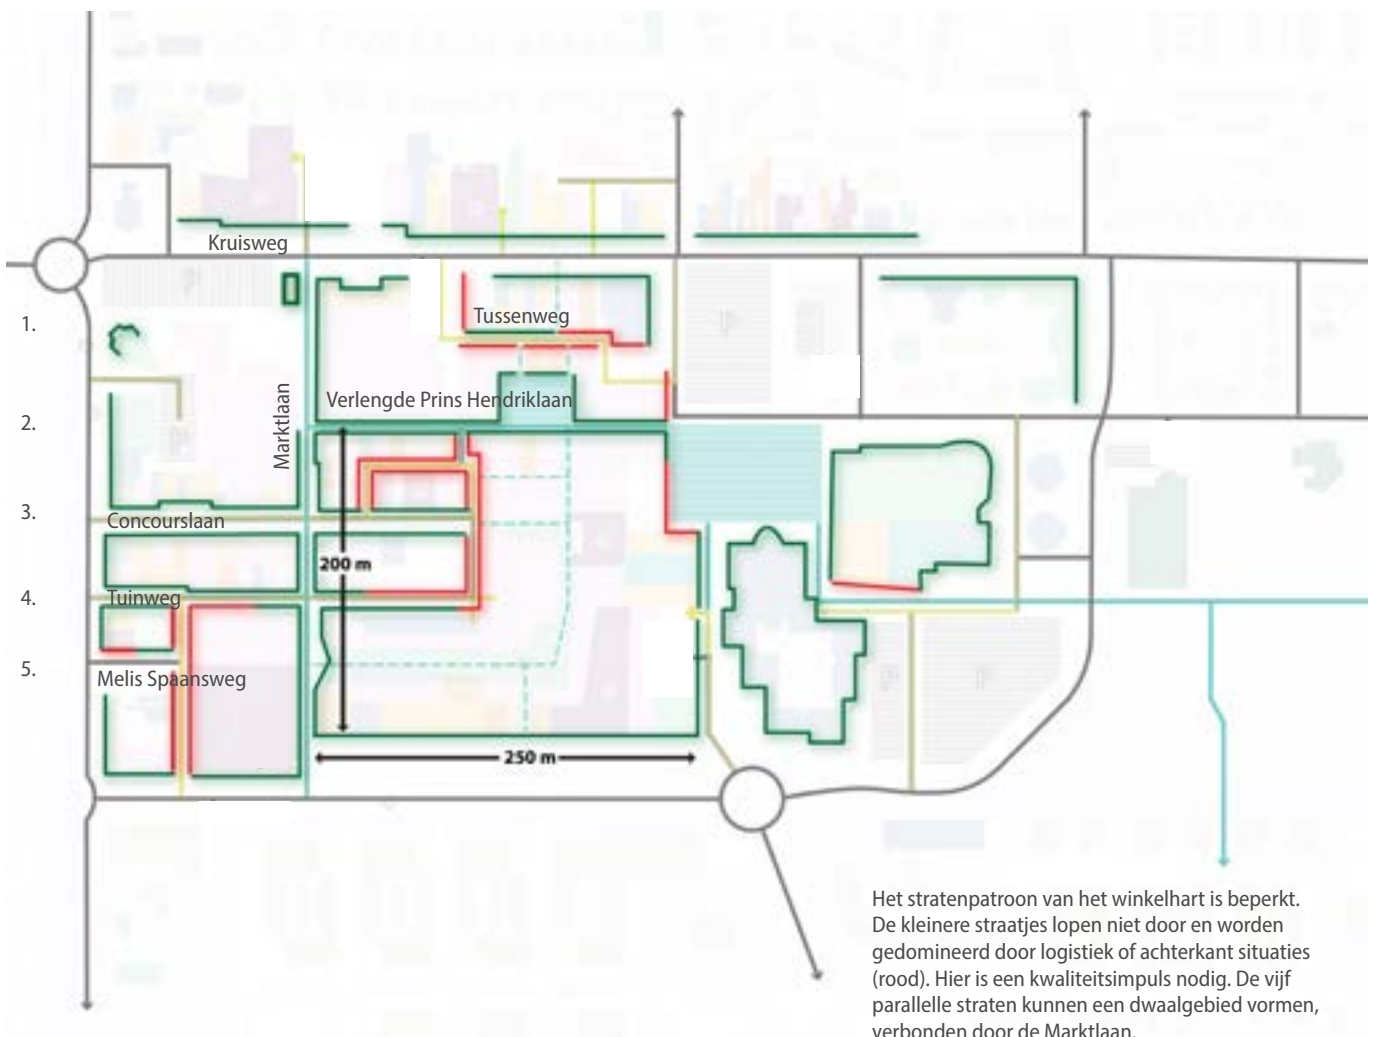 Kruisweg
1.
Tussenweg
Marktlaan
Verlengde Prins Hendriklaan
2.
3.
Concourslaan
200 m
4.
Tuinweg
5.
Melis Spaansweg
250 m
Het stratenpatroon van het winkelhart is beperkt.
De kleinere straatjes lopen niet door en worden
gedomineerd door logistiek of achterkant situaties
(rood). Hier is een kwaliteitsimpuls nodig. De vijf
parallelle straten kunnen een dwaalgebied vormen,
verbonden door de Marktlaan.